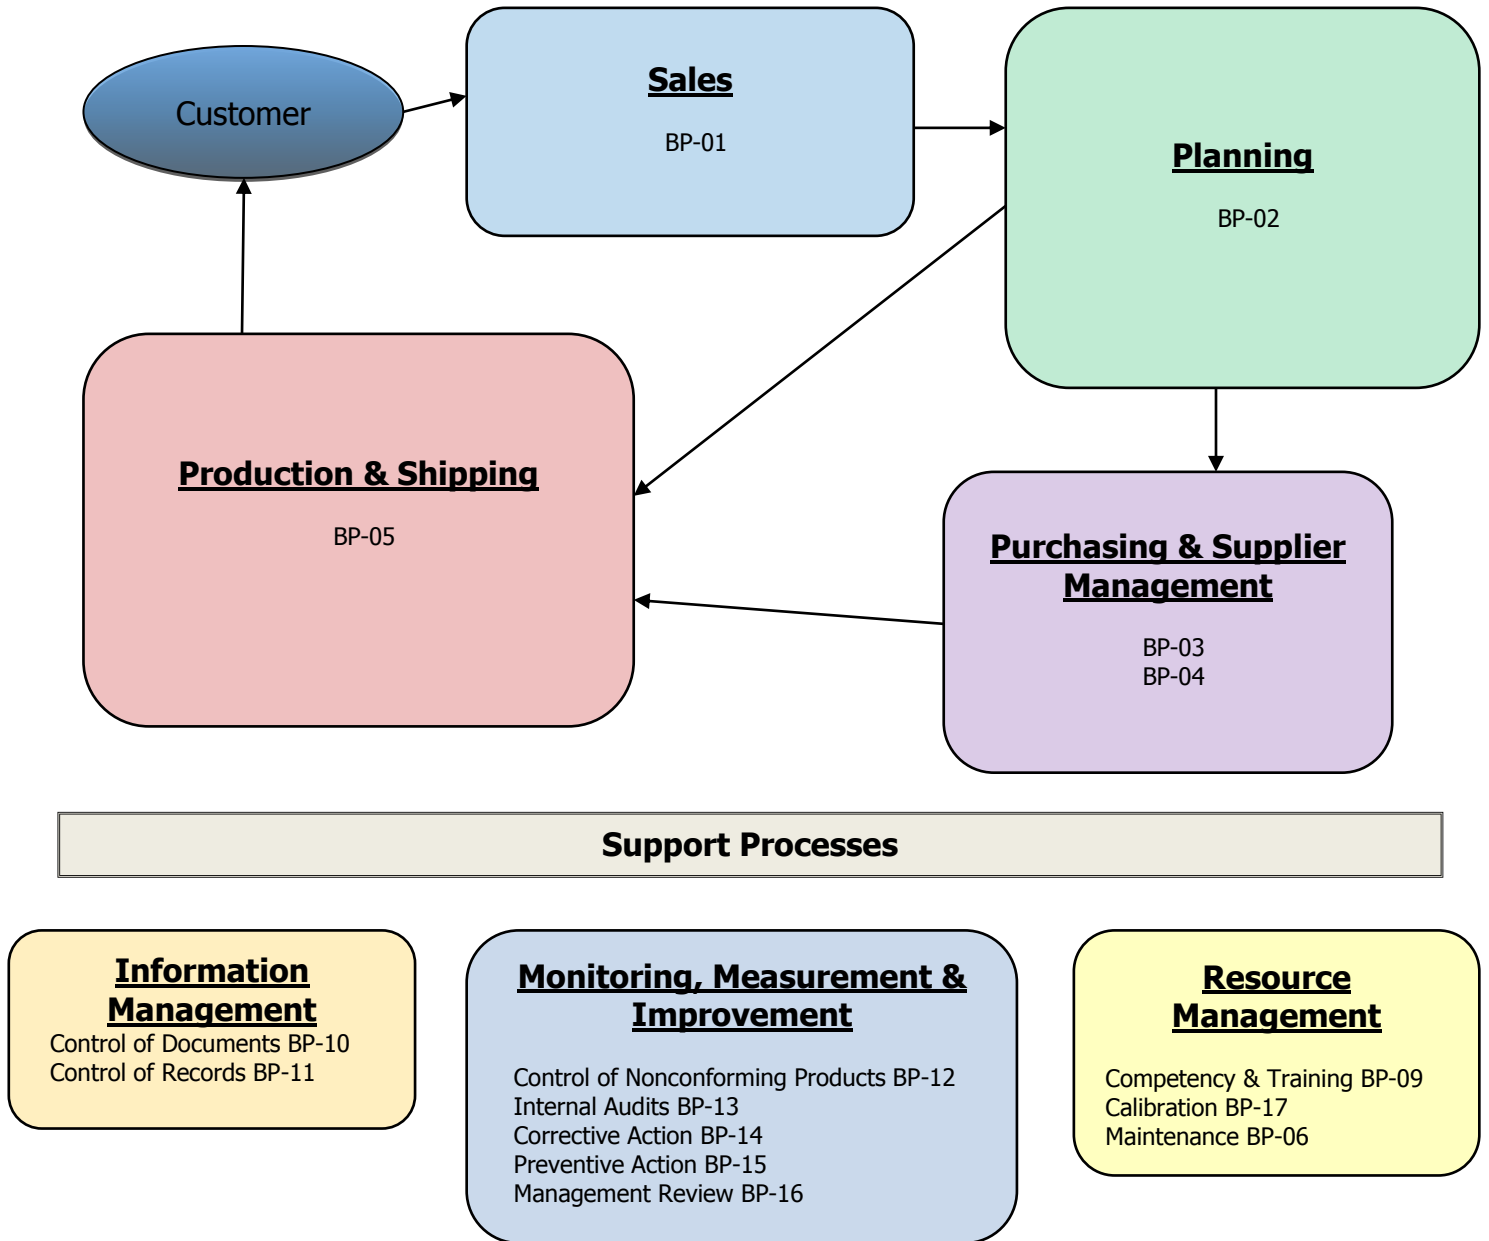 Customer
Sales
BP-01
Planning
BP-02
Production & Shipping
BP-05
Purchasing & Supplier
Management
BP-03
BP-04
Support Processes
Information
Management
Control of Documents BP-10
Control of Records BP-11
Monitoring, Measurement &
Improvement
Control of Nonconforming Products BP-12
Internal Audits BP-13
Corrective Action BP-14
Preventive Action BP-15
Management Review BP-16
Resource
Management
Competency & Training BP-09
Calibration BP-17
Maintenance BP-06